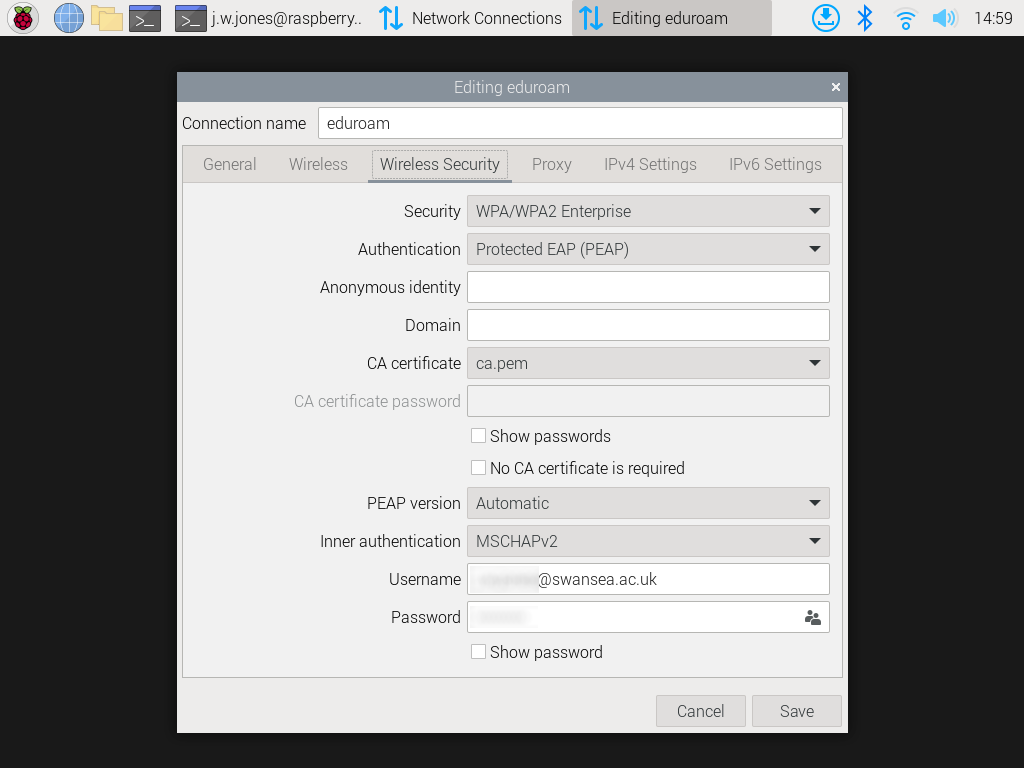 j.w.jones@raspberry.. Network Connections Editing eduroam 14:59
Editing eduroam
Connection name eduroam
General Wireless Wireless Security Proxy IPv4 Settings IPv6 Settings
Security WPA/WPA2 Enterprise
Authentication Protected EAP (PEAP)
Anonymous identity
Domain
CA certificate ca.pem
CA certificate password
Show passwords
No CA certificate is required
PEAP version Automatic
Inner authentication MSCHAPv2
Username @swansea.ac.uk
Password
Show password
Cancel Save